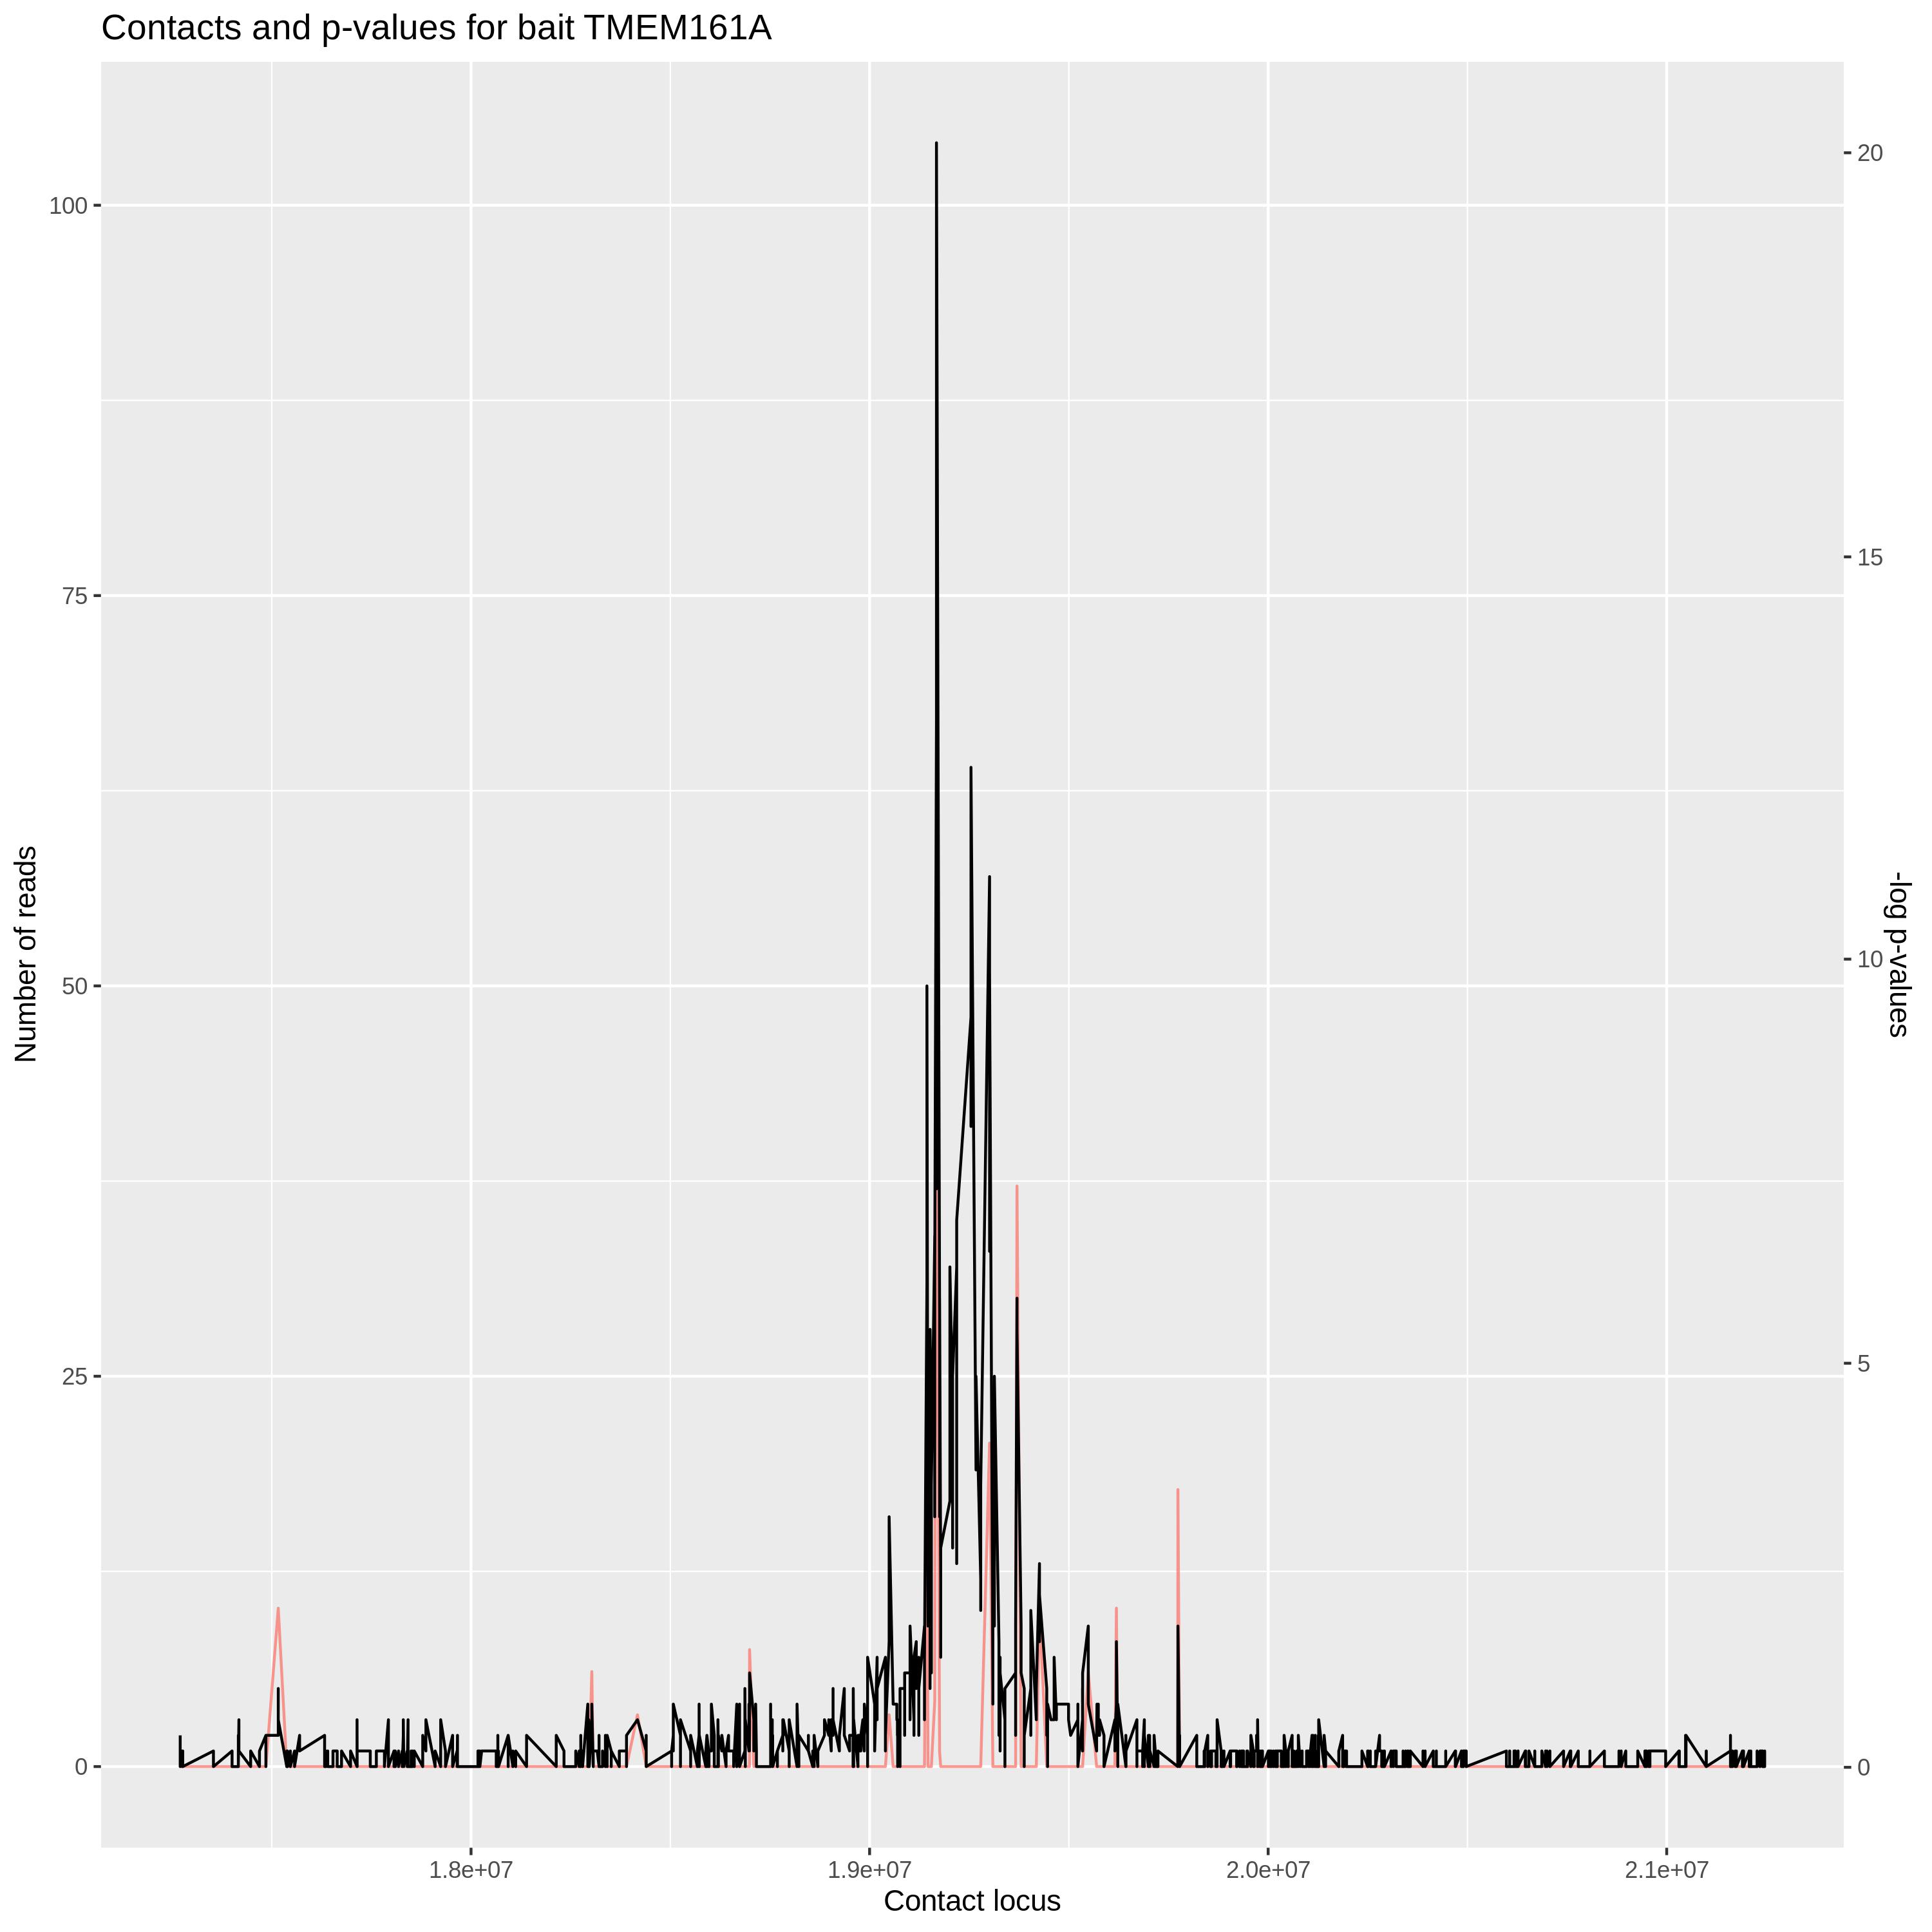 Contacts and p-values for bait TMEM161A
100
75
50
25
0
Number of reads
20
15
10
5
0
-log p-values
1.8e+07
1.9e+07
2.0e+07
2.1e+07
Contact locus